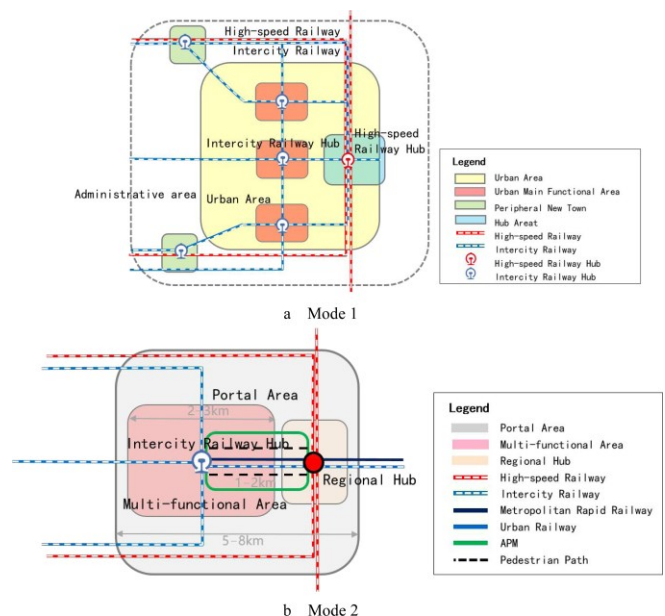 High-speed Railway
Intercity Railway
Intercity Railway Hub
High-speed
Railway Hub
Administrative area
Urban Area
Legend
Urban Area
Urban Main Functional Area
Peripheral New Town
Hub Areat
High-speed Railway
Intercity Railway
High-speed Railway Hub
Intercity Railway Hub
a Mode 1
Portal Area
2-3km
Intercity Railway Hub
1-2km
Regional Hub
Multi-functional Area
5-8km
Legend
Portal Area
Multi-functional Area
Regional Hub
High-speed Railway
Intercity Railway
Metropolitan Rapid Railway
Urban Railway
APM
Pedestrian Path
b Mode 2